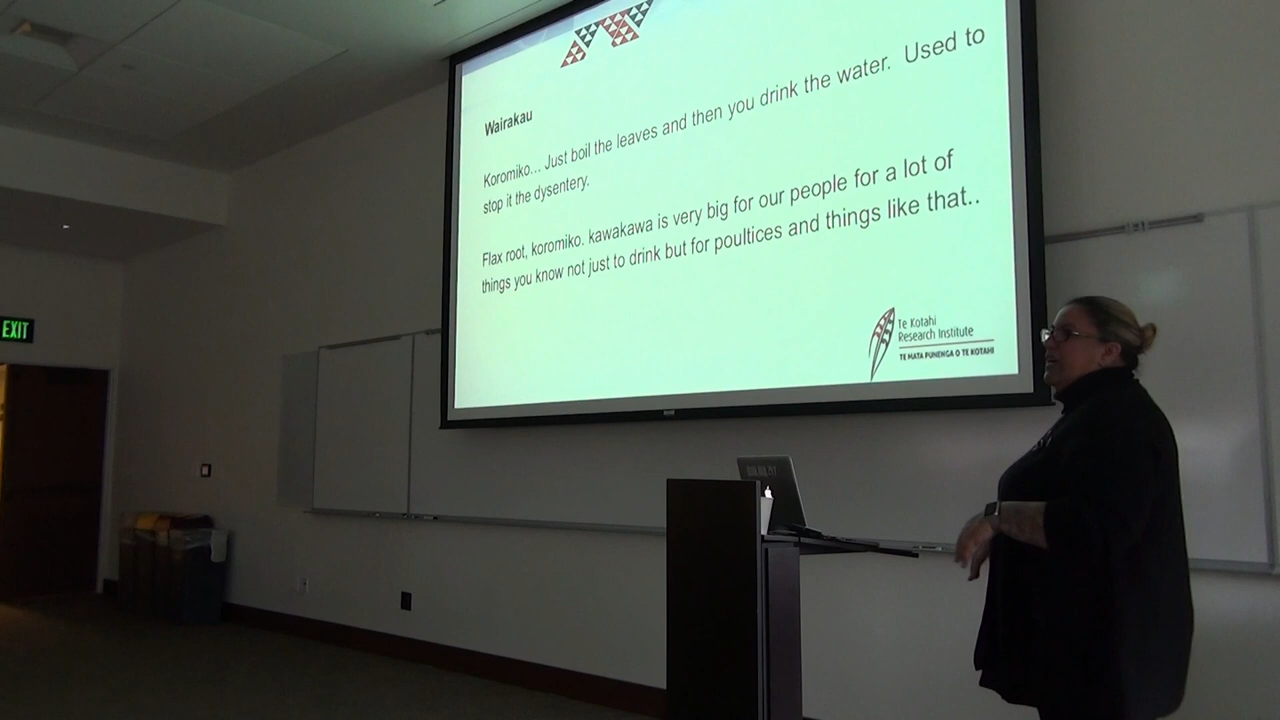 Wairakau
Koromiko... Just boil the leaves and then you drink the water. Used to
stop it the dysentery.
Flax root, koromiko. kawakawa is very big for our people for a lot of
things you know not just to drink but for poultices and things like that..
Te Kotahi
Research Institute
TE MATA PUNENGA O TE KOTAHI
EXIT